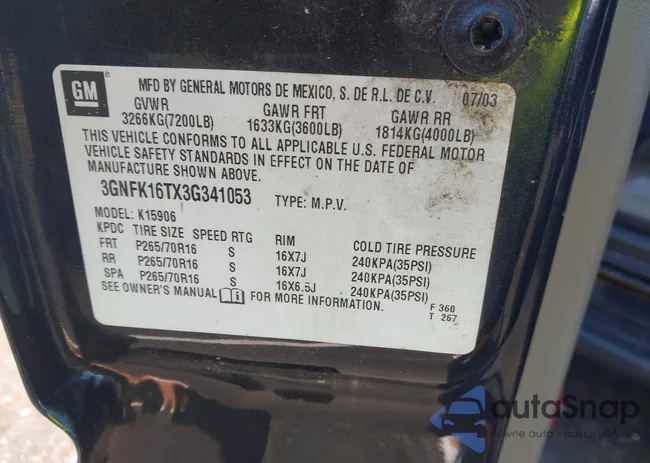 GM
MFD BY GENERAL MOTORS DE MEXICO, S. DE R.L. DE C.V. 07/03
GVWR GAWR FRT GAWR RR
3266KG(7200LB) 1633KG(3600LB) 1814KG(4000LB)
THIS VEHICLE CONFORMS TO ALL APPLICABLE U.S. FEDERAL MOTOR
VEHICLE SAFETY STANDARDS IN EFFECT ON THE DATE OF
MANUFACTURE SHOWN ABOVE.
3GNFK16TX3G341053 TYPE: M.P.V.
MODEL: K15906
KPDC TIRE SIZE SPEED RTG RIM COLD TIRE PRESSURE
FRT P265/70R16 S 16X7J 240KPA(35PSI)
RR P265/70R16 S 16X7J 240KPA(35PSI)
SPA P265/70R16 S 16X6.5J 240KPA(35PSI)
SEE OWNER'S MANUAL FOR MORE INFORMATION.
F 360
T 267
autoSnap
pewne auto / aukcji USA